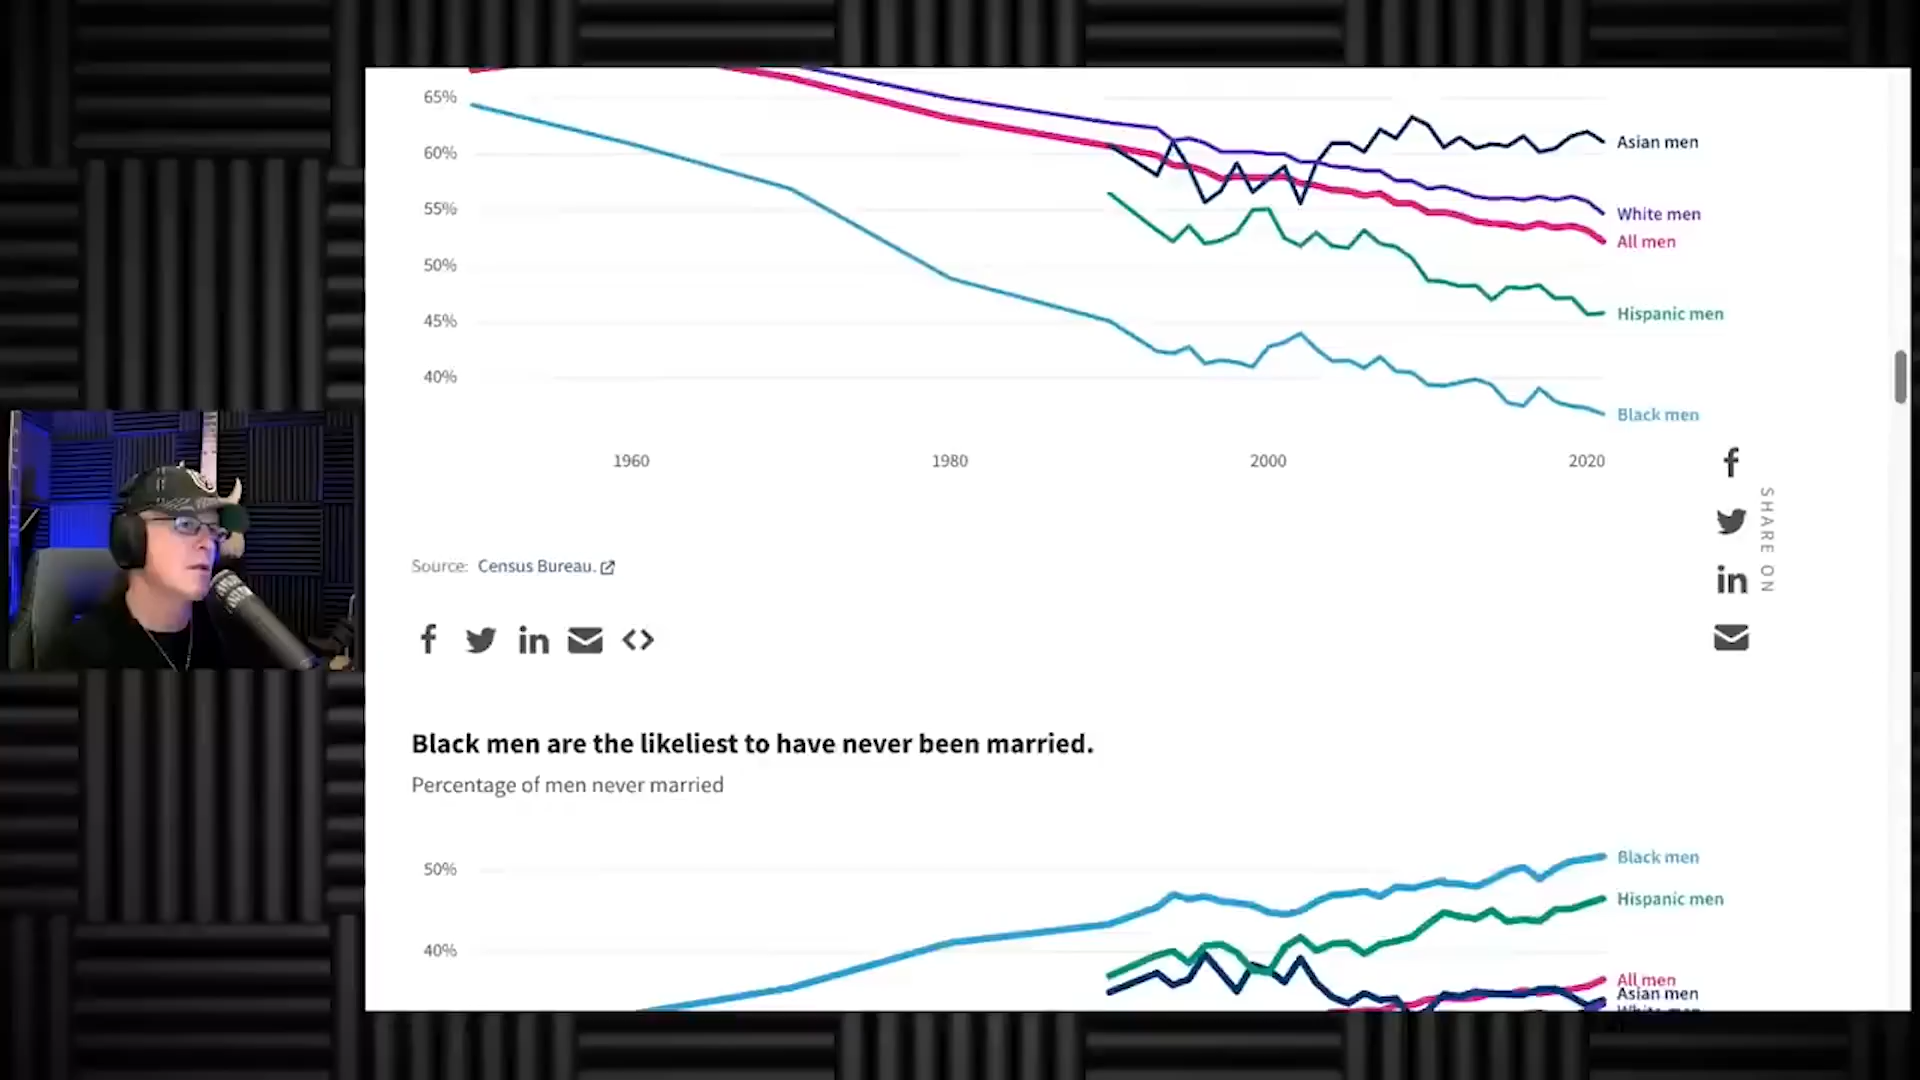 65%
60%
55%
50%
45%
40%
Asian men
White men
All men
Hispanic men
Black men
1960
1980
2000
2020
SHARE ON
Source: Census Bureau.
Black men are the likeliest to have never been married.
Percentage of men never married
50%
40%
Black men
Hispanic men
All men
Asian men
White men